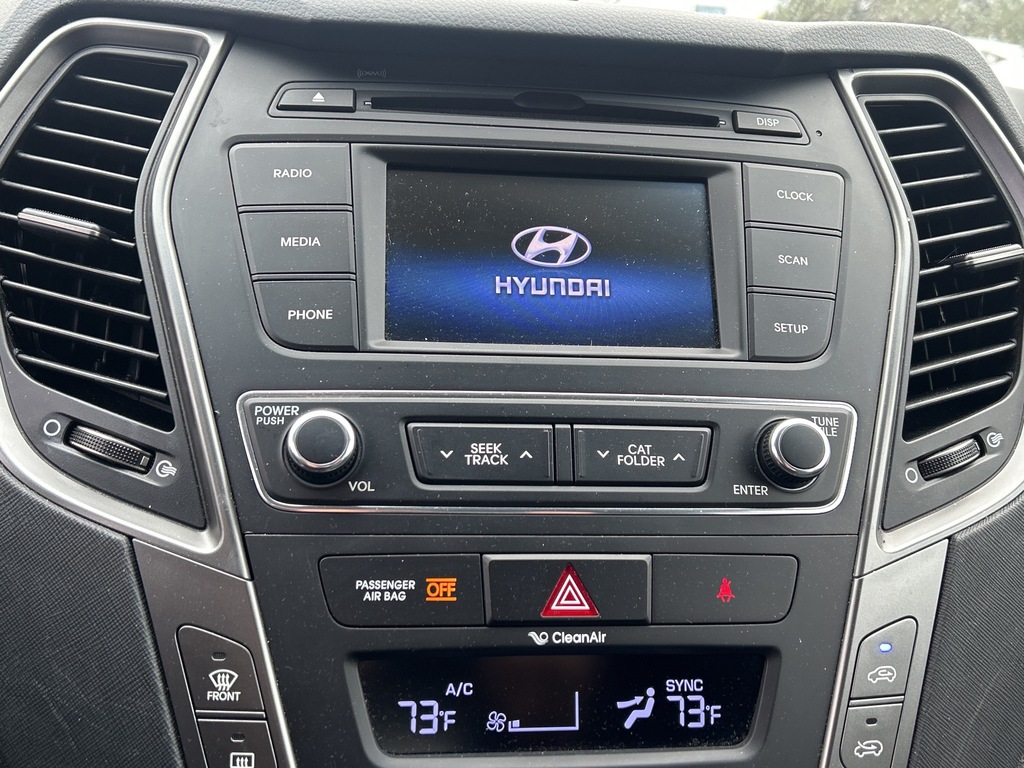 DISP
RADIO
CLOCK
MEDIA
HYUNDAI
SCAN
PHONE
SETUP
POWER
PUSH
VOL
SEEK
TRACK
CAT
FOLDER
TUNE
ENTER
PASSENGER
AIR BAG
OFF
CleanAir
FRONT
A/C
73°F
SYNC
73°F